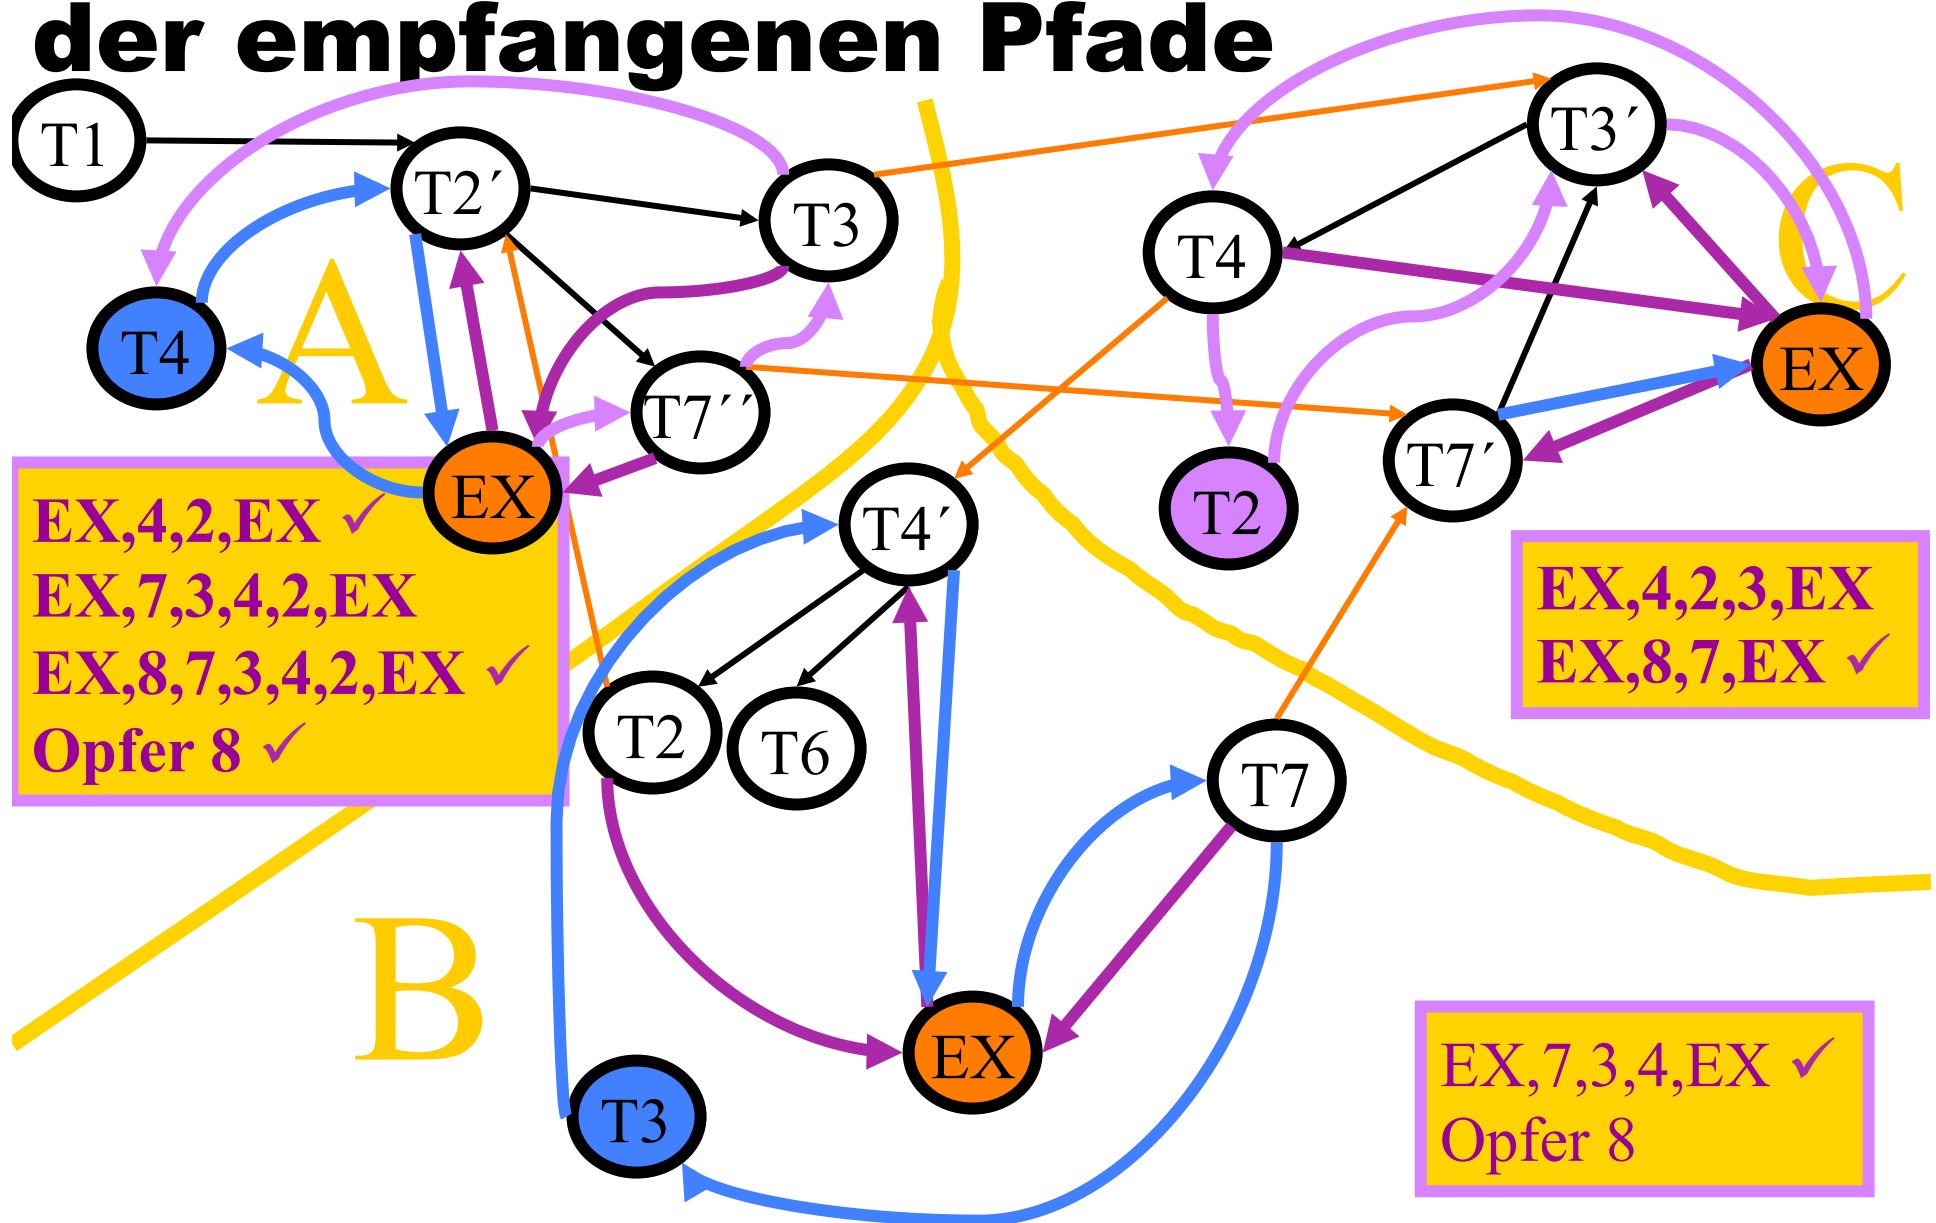 der empfangenen Pfade
T1
T2´
T3
T3´
T4
T4
A
C
EX
T7´´
T7´
EX
T2
T4´
EX,4,2,EX ✓
EX,7,3,4,2,EX
EX,8,7,3,4,2,EX ✓
Opfer 8 ✓
EX,4,2,3,EX
EX,8,7,EX ✓
T2
T6
T7
B
EX
T3
EX,7,3,4,EX ✓
Opfer 8